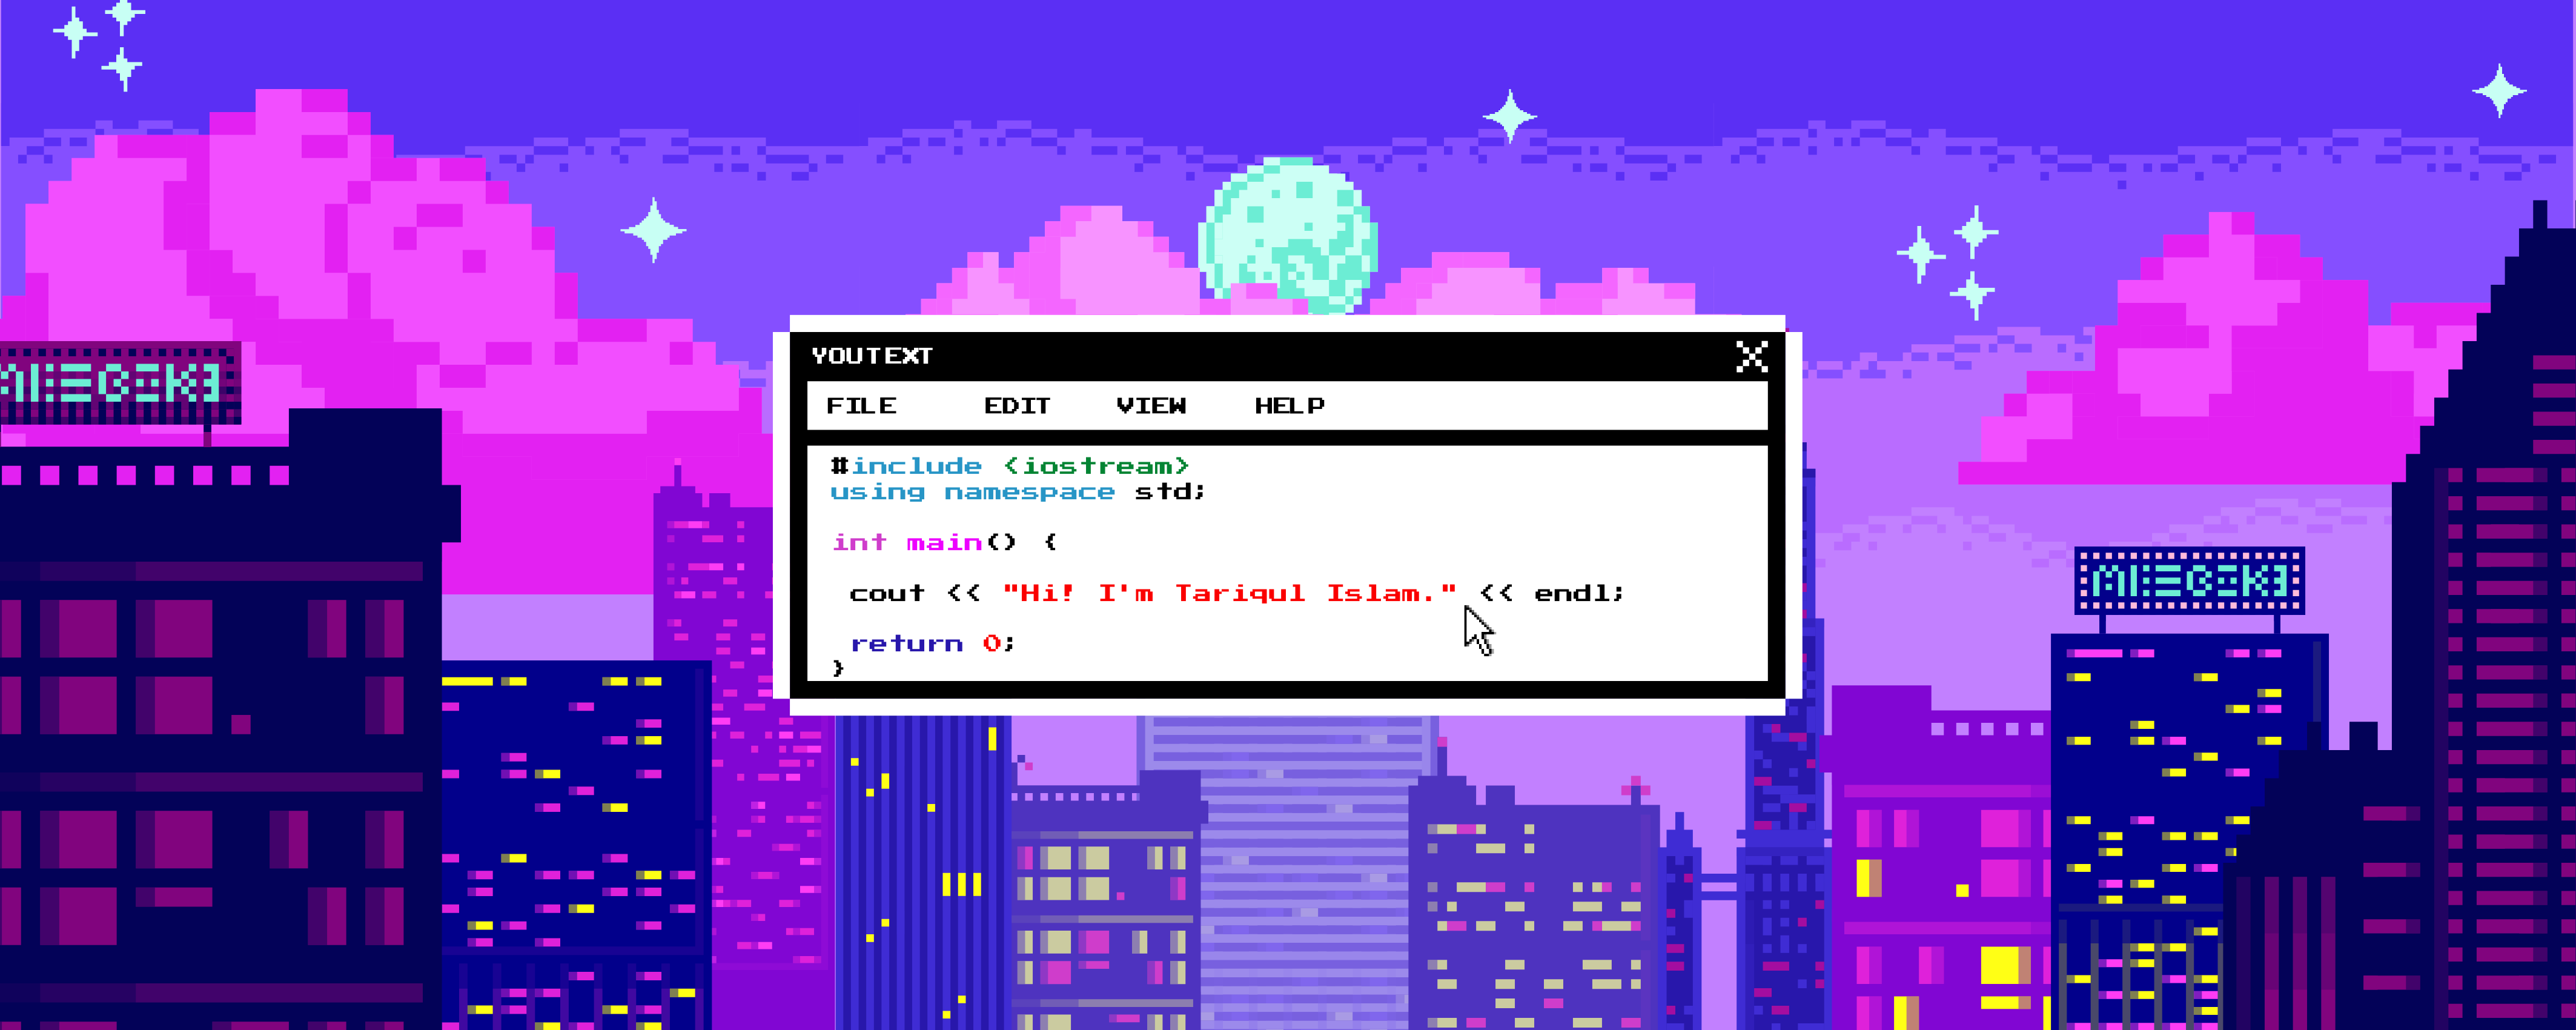 YOUTEXT
FILE EDIT VIEW HELP
#include <iostream>
using namespace std;
int main() {
cout << "Hi! I'm Tariqul Islam." << endl;
return 0;
}